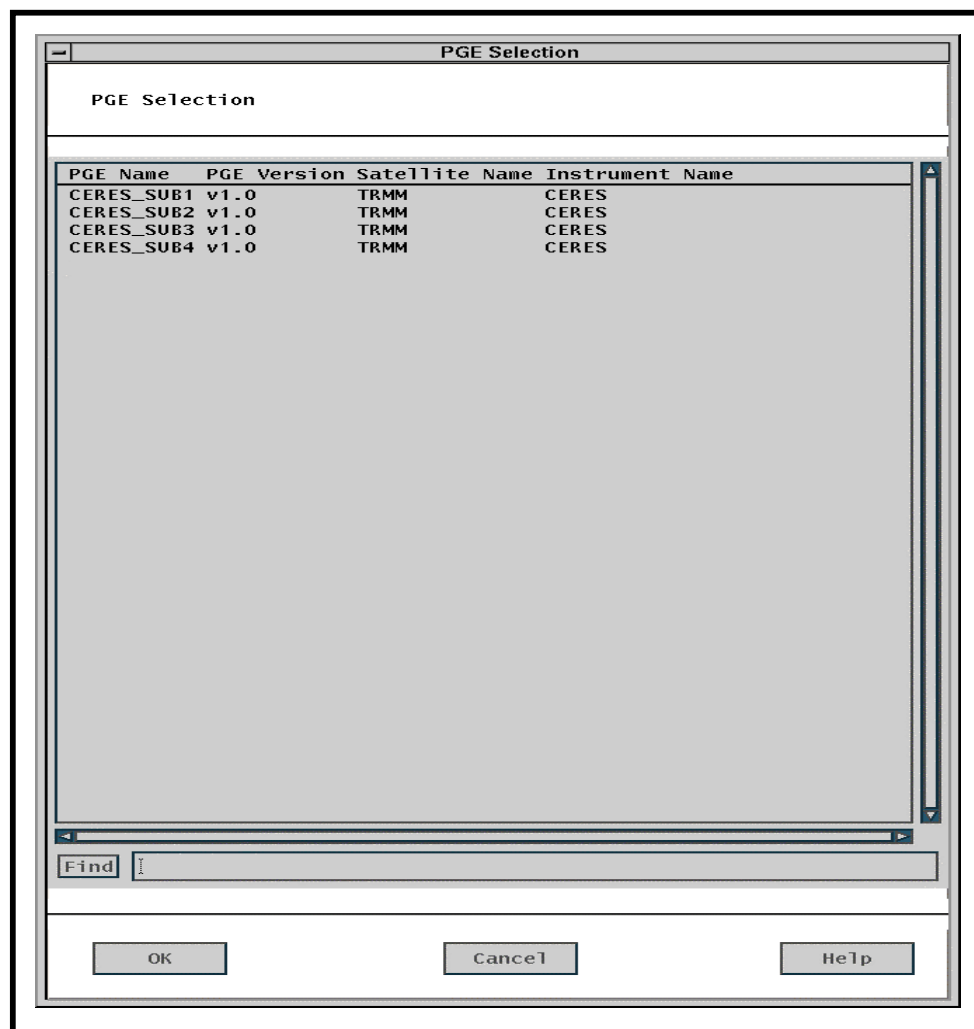 PGE Selection
PGE Selection
PGE Name PGE Version Satellite Name Instrument Name
CERES_SUB1 v1.0 TRMM CERES
CERES_SUB2 v1.0 TRMM CERES
CERES_SUB3 v1.0 TRMM CERES
CERES_SUB4 v1.0 TRMM CERES
Find
OK Cancel Help